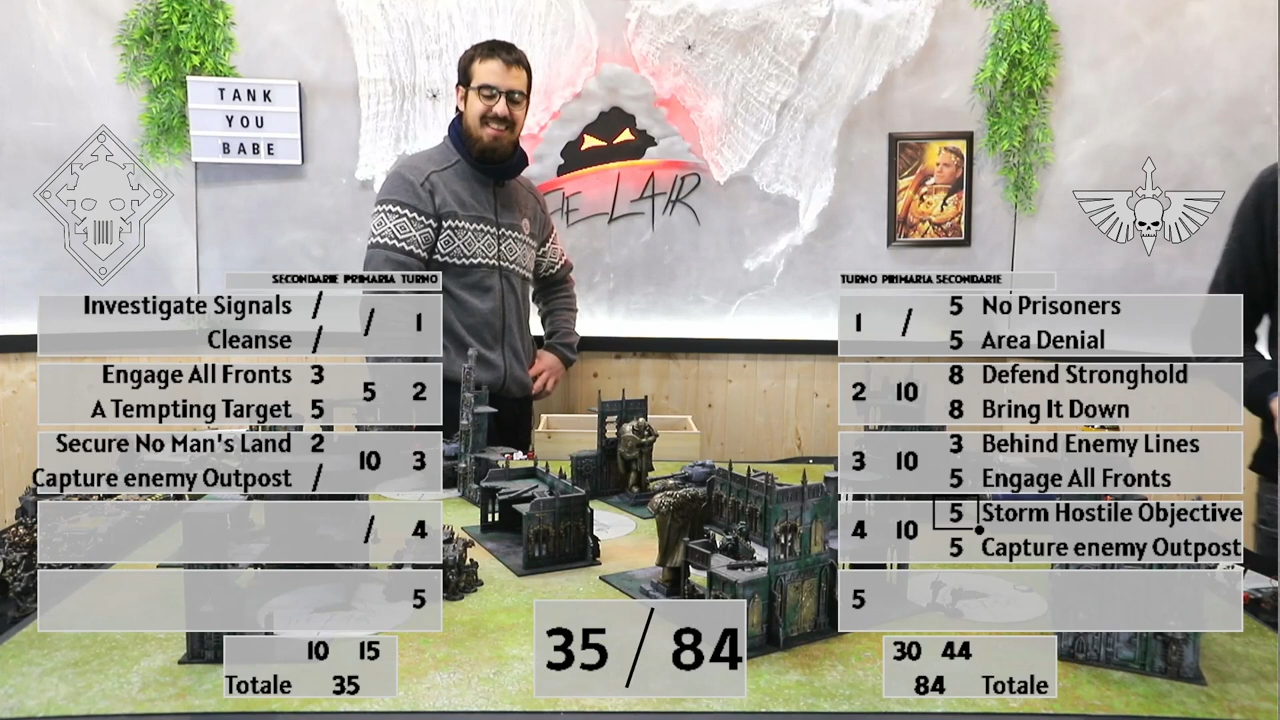 TANK
YOU
BABE
THE LAIR
SECONDARIE PRIMARIA TURNO
Investigate Signals / / 1
Cleanse /
Engage All Fronts 3 5 2
A Tempting Target 5
Secure No Man's Land 2 10 3
Capture enemy Outpost /
/ 4
5
10 15
Totale 35
35 / 84
TURNO PRIMARIA SECONDARIE
1 / 5 No Prisoners
5 Area Denial
2 10 8 Defend Stronghold
8 Bring It Down
3 10 3 Behind Enemy Lines
5 Engage All Fronts
4 10 5 Storm Hostile Objective
5 Capture enemy Outpost
5
30 44
84 Totale